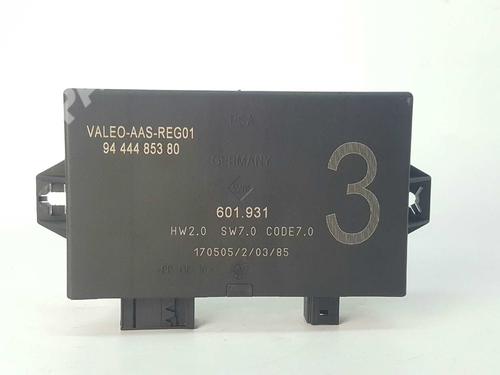 VALEO-AAS-REG01
94 444 853 80
PSA
GERMANY
3
601.931
HW2.0 SW7.0 CODE7.0
170505/2/03/85